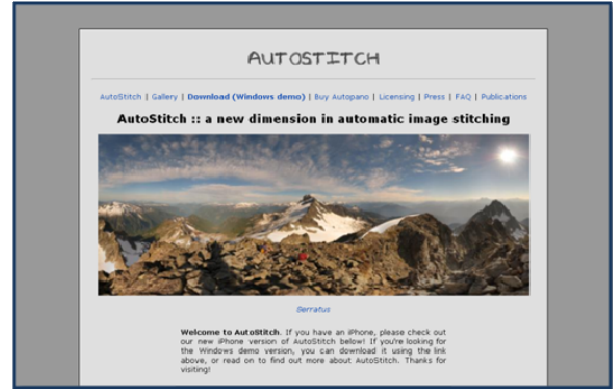 AUTOSTITCH
AutoStitch | Gallery | Download (Windows demo) | Buy Autopano | Licensing | Press | FAQ | Publications
AutoStitch :: a new dimension in automatic image stitching
Serratus
Welcome to AutoStitch. If you have an iPhone, please check out
our new iPhone version of AutoStitch below! If you're looking for
the Windows demo version, you can download it using the link
above, or read on to find out more about AutoStitch. Thanks for
visiting!